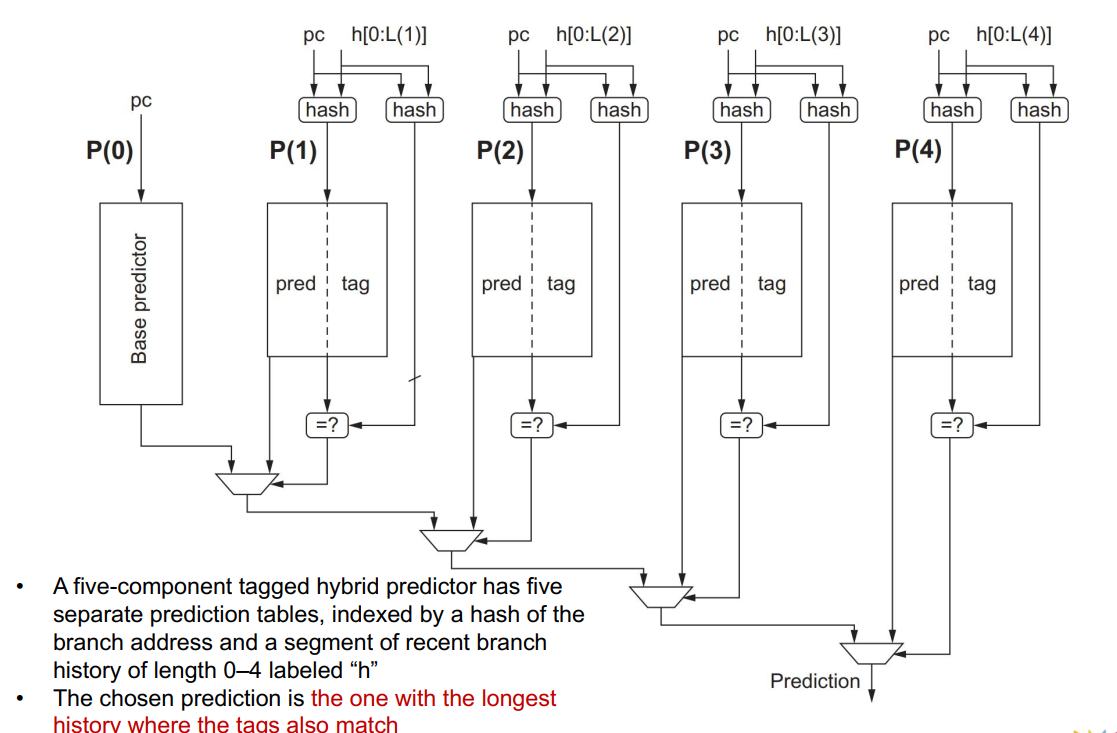 pc h[0:L(1)] pc h[0:L(2)] pc h[0:L(3)] pc h[0:L(4)]
pc
hash hash hash hash hash hash hash hash
P(0) P(1) P(2) P(3) P(4)
Base predictor
pred tag pred tag pred tag pred tag
=? =? =? =?
• A five-component tagged hybrid predictor has five
separate prediction tables, indexed by a hash of the
branch address and a segment of recent branch
history of length 0–4 labeled “h”
Prediction
• The chosen prediction is the one with the longest
history where the tags also match